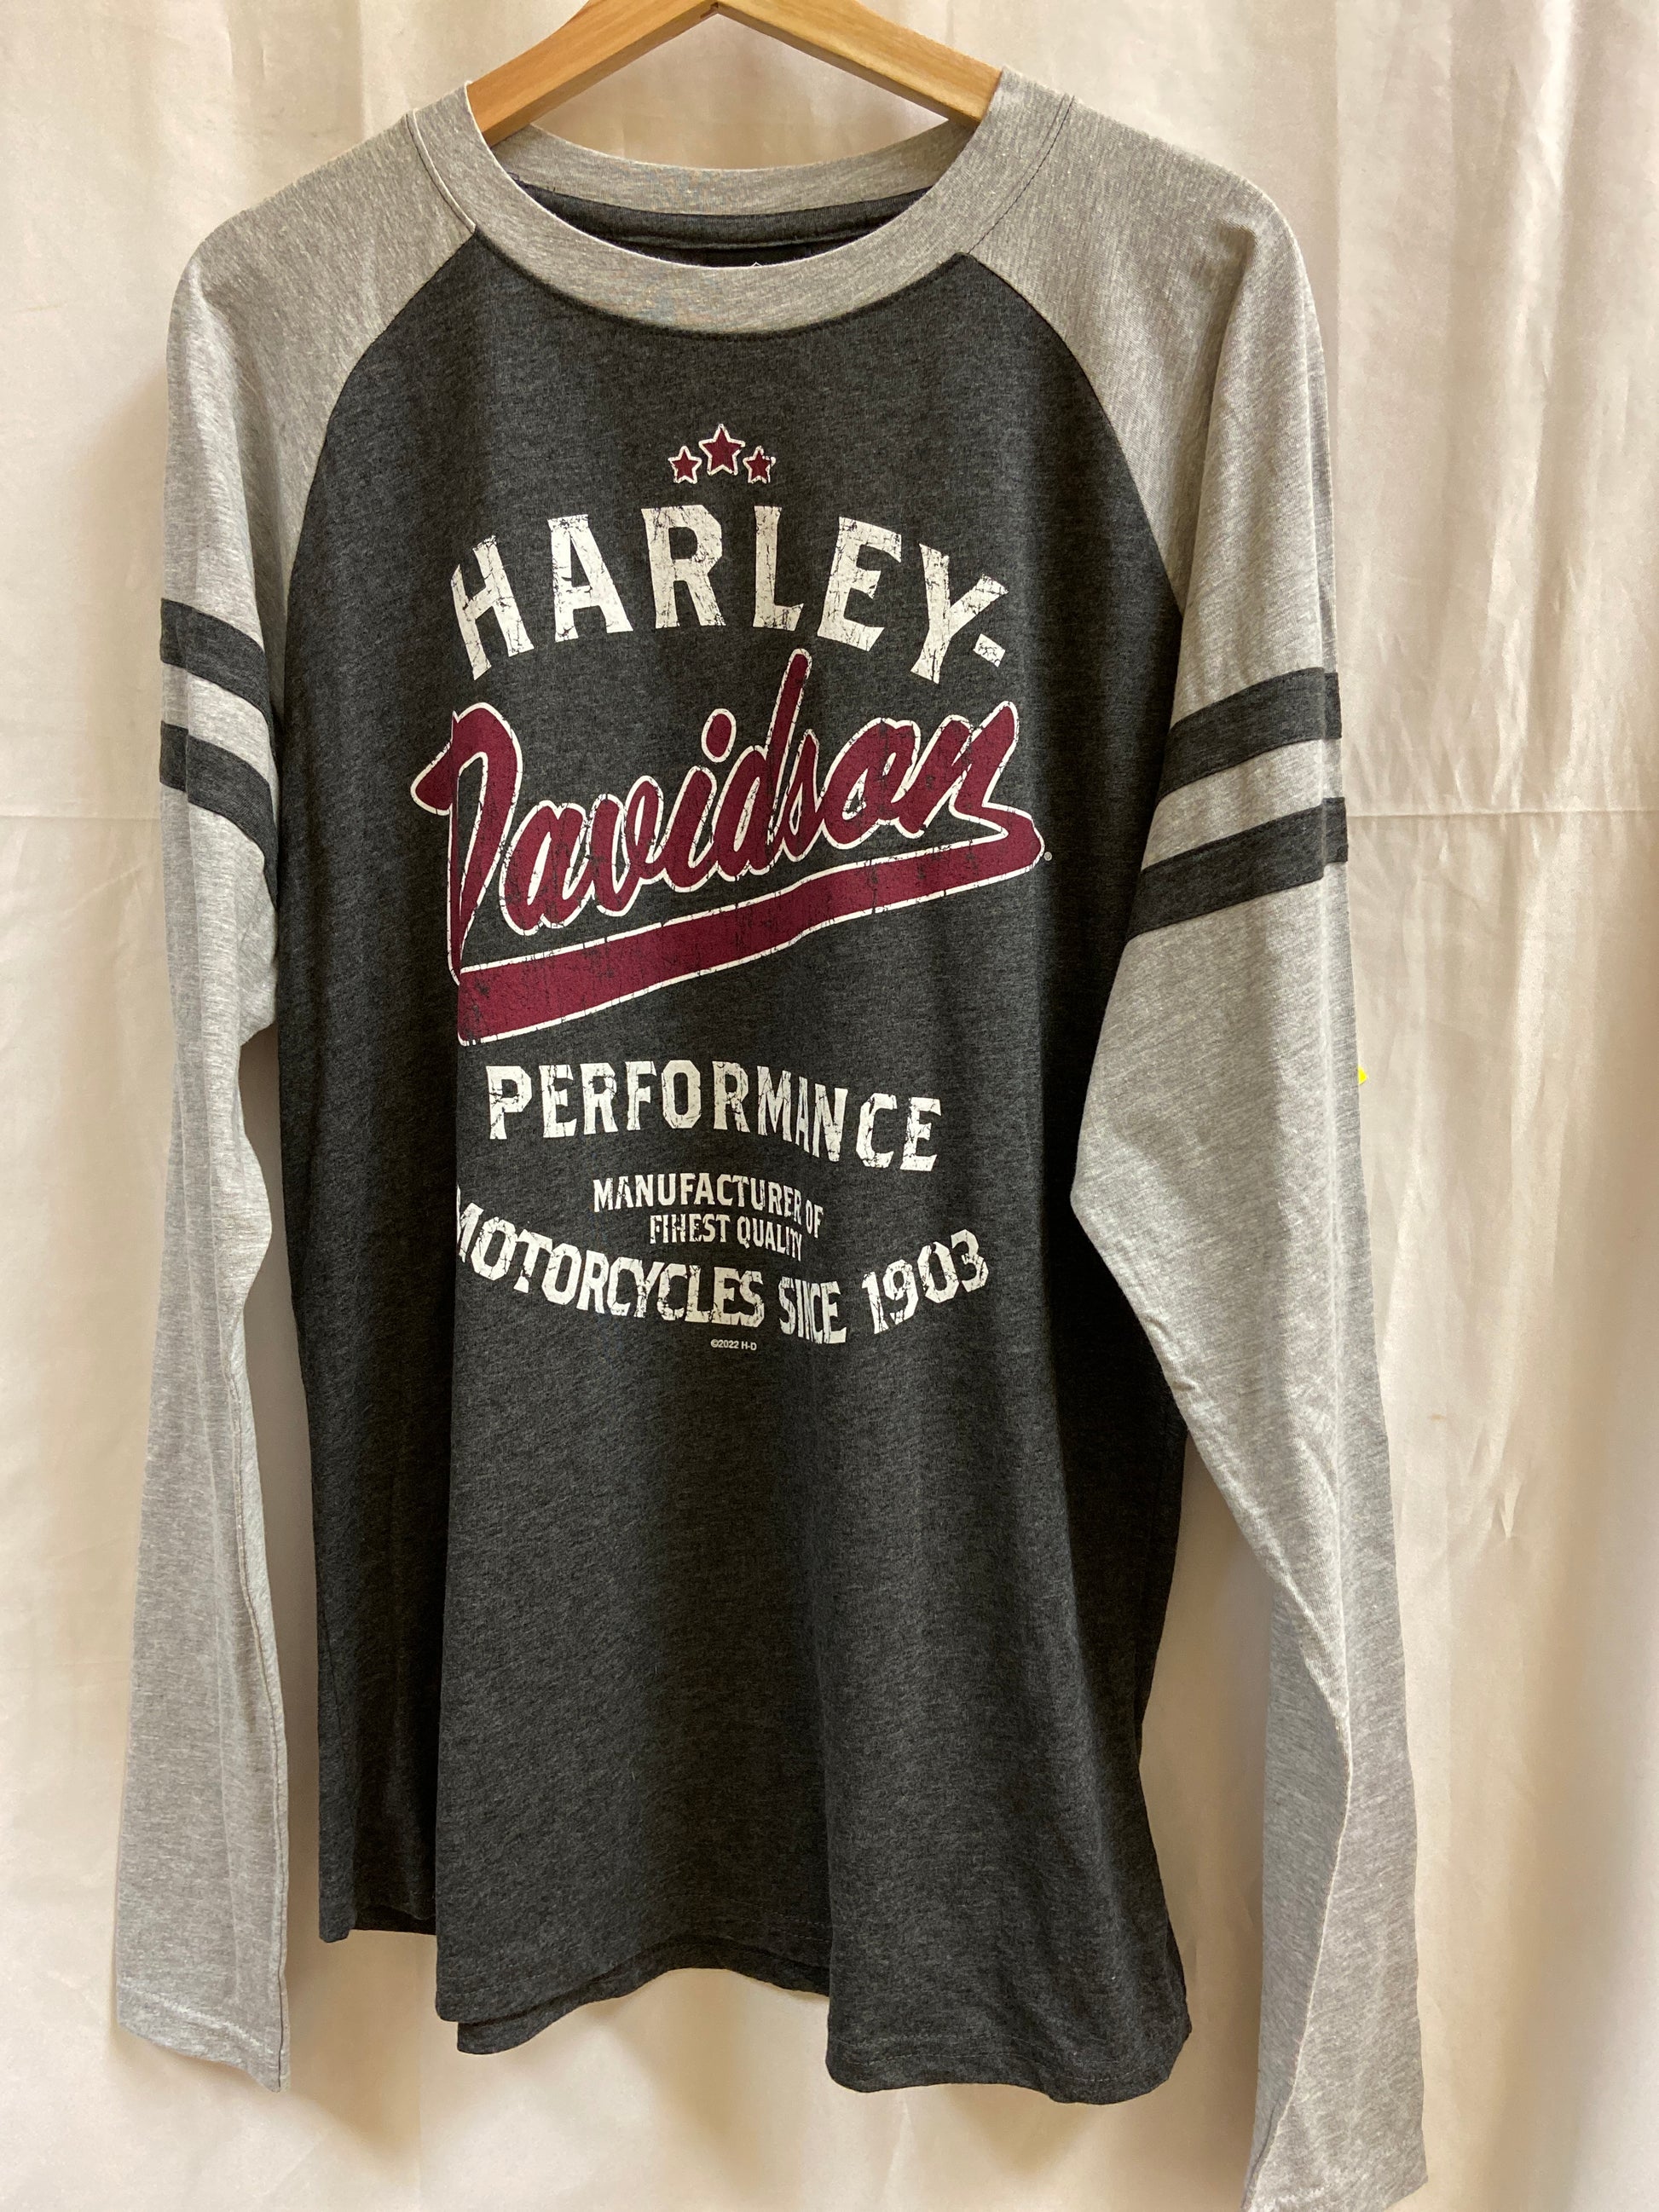 HARLEY-
Davidson®
PERFORMANCE
MANUFACTURER OF
FINEST QUALITY
MOTORCYCLES SINCE 1903
©2022 H-D